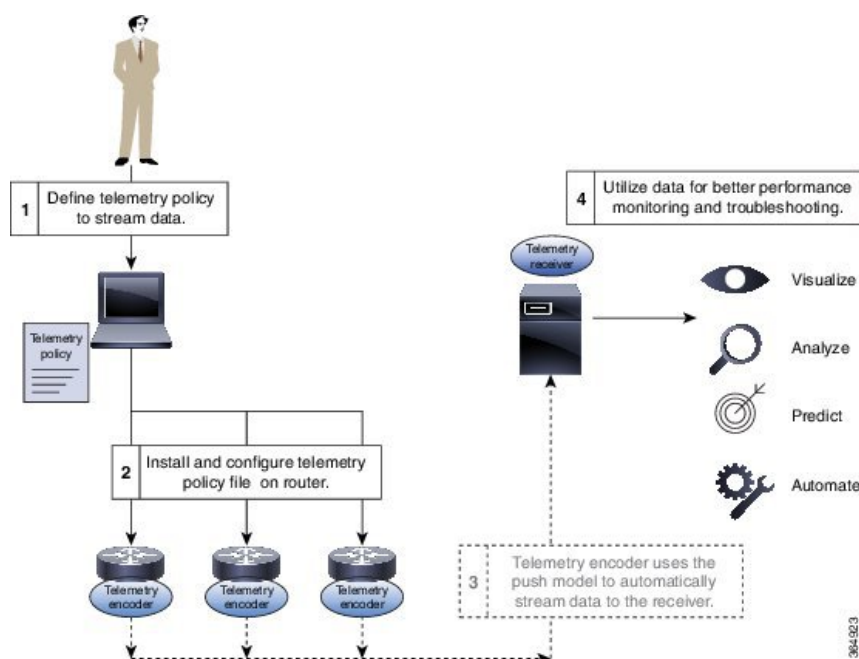 1
Define telemetry policy
to stream data.
Telemetry
policy
2
Install and configure telemetry
policy file on router.
Telemetry
encoder
Telemetry
encoder
Telemetry
encoder
3
Telemetry encoder uses the
push model to automatically
stream data to the receiver.
4
Utilize data for better performance
monitoring and troubleshooting.
Telemetry
receiver
Visualize
Analyze
Predict
Automate
364923